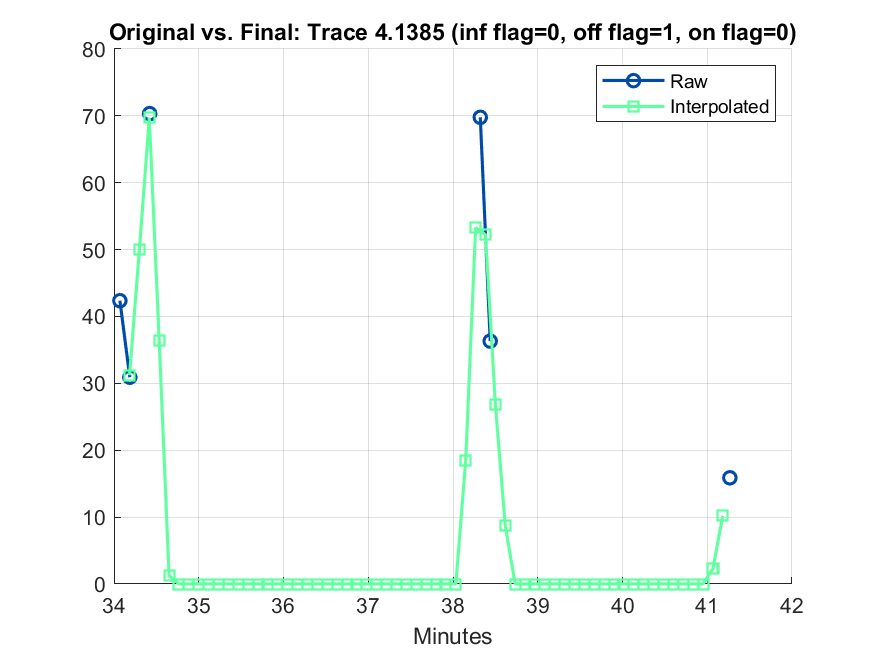 Original vs. Final: Trace 4.1385 (inf flag=0, off flag=1, on flag=0)
80
70
60
50
40
30
20
10
0
Raw
Interpolated
34 35 36 37 38 39 40 41 42
Minutes